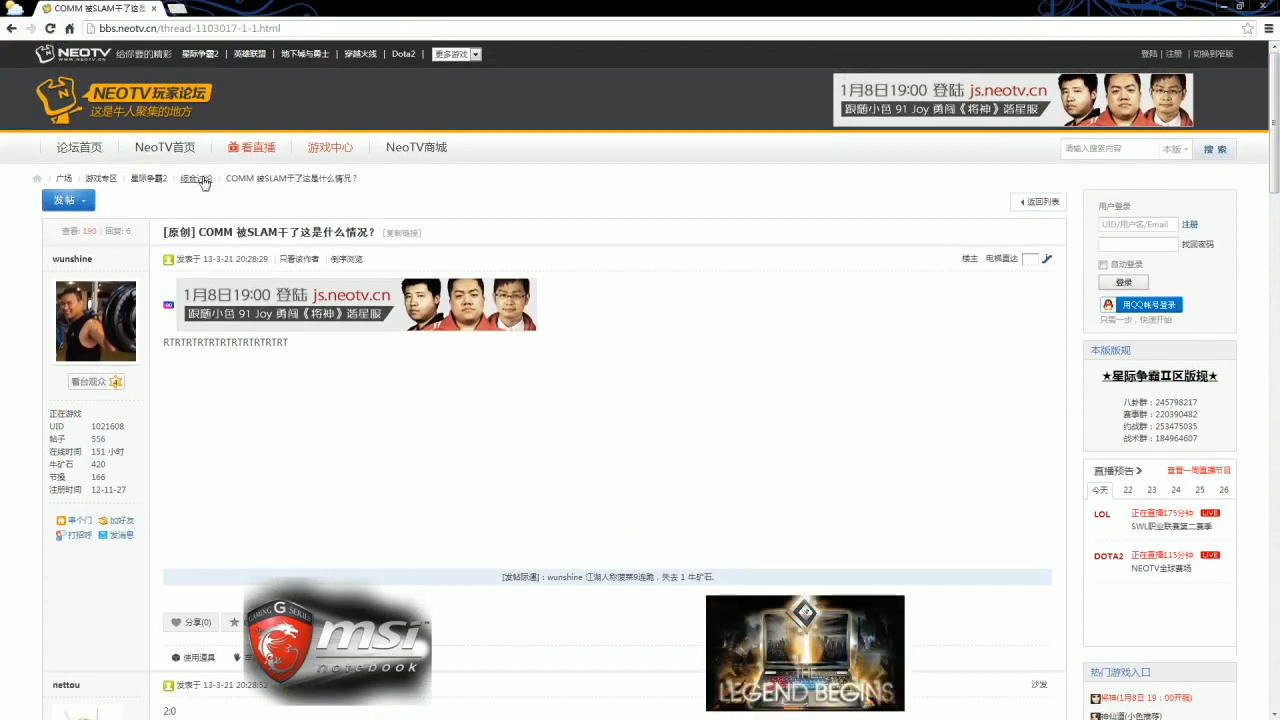 COMM 被SLAM干了这是
bbs.neotv.cn/thread-1103017-1-1.html
NEOTV
WWW.NEOTV.CN
给你要的精彩 星际争霸2 | 英雄联盟 | 地下城与勇士 | 穿越火线 | Dota2 | 更多游戏
登陆 | 注册 | 切换到窄版
NEOTV玩家论坛
这是牛人聚集的地方
1月8日19:00 登陆 js.neotv.cn
跟随小色 91 Joy 勇闯《将神》谐星服
论坛首页 NeoTV首页 看直播 游戏中心 NeoTV商城
请输入搜索内容 本版 搜 索
广场 › 游戏专区 › 星际争霸2 › 综合讨论 › COMM 被SLAM干了这是什么情况？
发帖
返回列表
查看: 190 | 回复: 6
[原创] COMM 被SLAM干了这是什么情况？ [复制链接]
wunshine
发表于 13-3-21 20:28:29 | 只看该作者 | 倒序浏览
楼主 电梯直达
1月8日19:00 登陆 js.neotv.cn
跟随小色 91 Joy 勇闯《将神》谐星服
RTRTRTRTRTRTRTRTRTRT
看台观众 4
正在游戏
UID 1021608
帖子 556
在线时间 151 小时
牛矿石 420
节操 166
注册时间 12-11-27
串个门 加好友
打招呼 发消息
[发帖际遇]: wunshine 江湖人称菠菜9连跪，失去 1 牛矿石.
分享(0)
使用道具
GAMING G SERIES
msi
notebook
THE
LEGEND BEGINS
nettou
发表于 13-3-21 20:28:52
沙发
2:0
用户登录
UID/用户名/Email 注册
找回密码
自动登录
登录
用QQ帐号登录
只需一步，快速开始
本版版规
★星际争霸II区版规★
八卦群：245798217
赛事群：220390482
约战群：253475035
战术群：184964607
直播预告 查看一周直播节目
今天 22 23 24 25 26
LOL 正在直播175分钟 LIVE
SWL职业联赛第二赛季
DOTA2 正在直播115分钟 LIVE
NEOTV全球赛场
热门游戏入口
将神(1月8日 19：00开服)
神仙道(小色推荐)